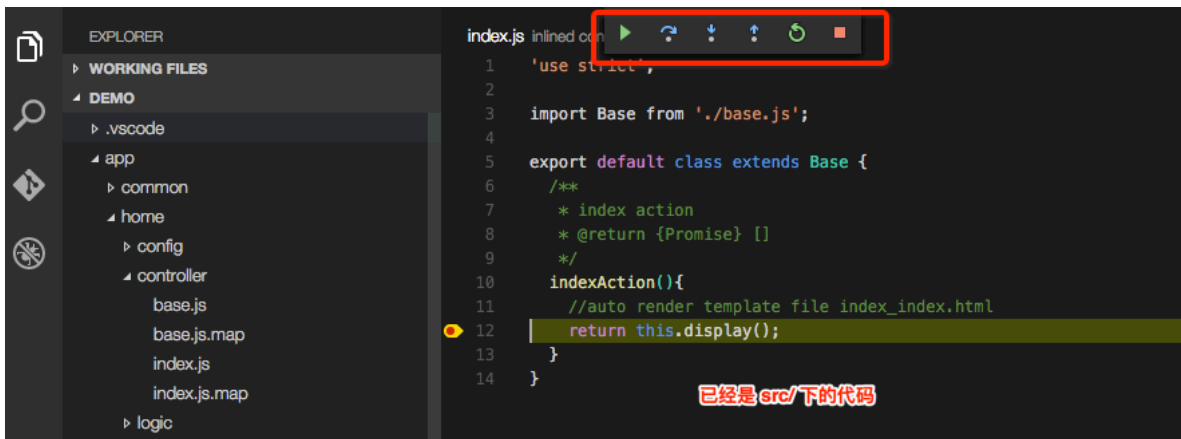 EXPLORER
WORKING FILES
DEMO
.vscode
app
common
home
config
controller
base.js
base.js.map
index.js
index.js.map
logic
index.js inlined con
1 'use strict';
2
3 import Base from './base.js';
4
5 export default class extends Base {
6 /**
7 * index action
8 * @return {Promise} []
9 */
10 indexAction(){
11 //auto render template file index_index.html
12 return this.display();
13 }
14 }
已经是 src/下的代码